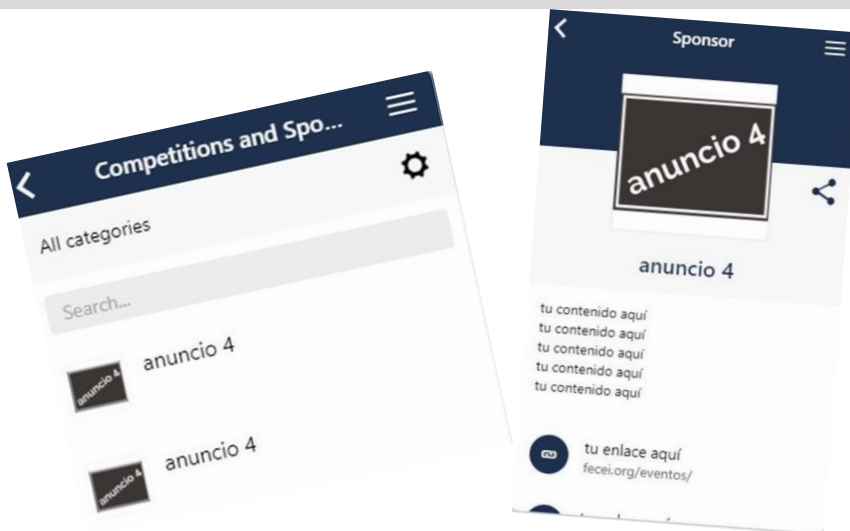 Competitions and Spo...
All categories
Search...
anuncio 4
anuncio 4
anuncio 4
anuncio 4
Sponsor
anuncio 4
anuncio 4
tu contenido aquí
tu contenido aquí
tu contenido aquí
tu contenido aquí
tu contenido aquí
tu enlace aquí
fecei.org/eventos/